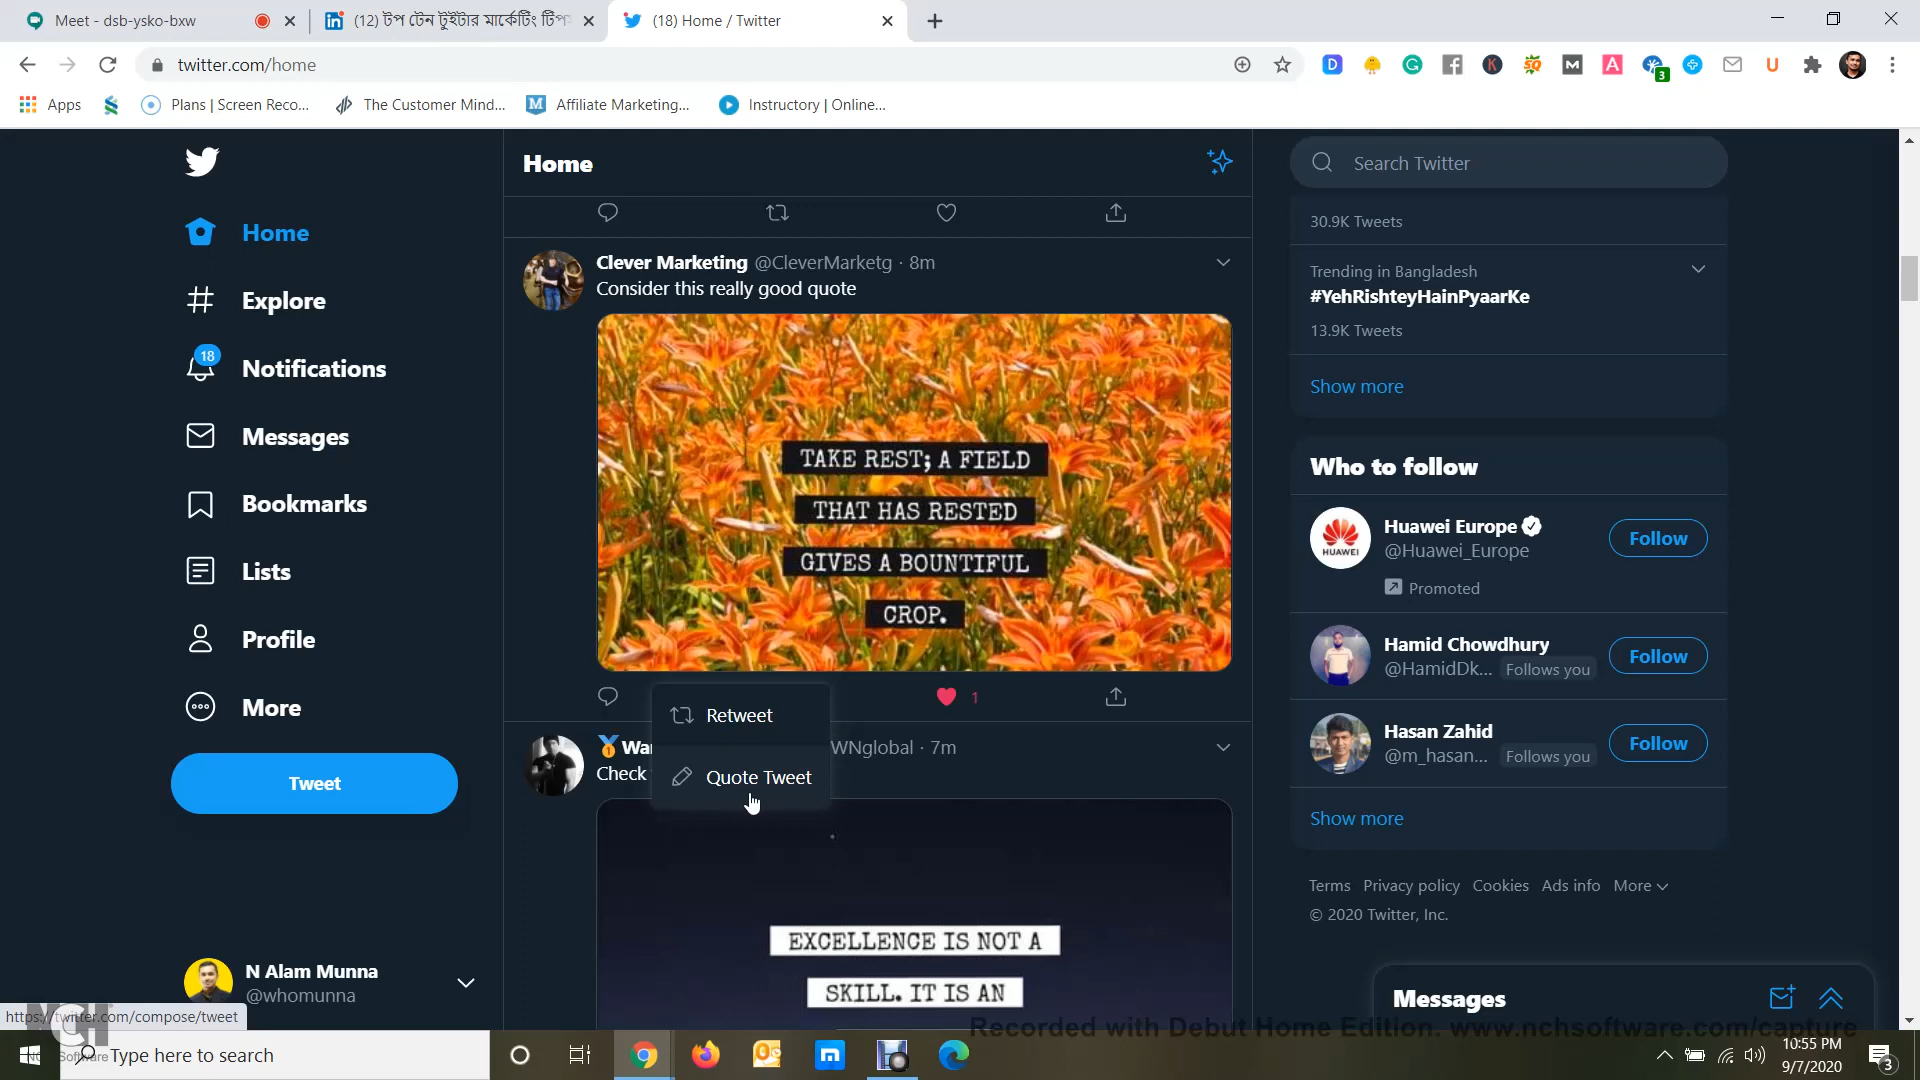 Meet - dsb-ysko-bxw
(12) টপ টেন টুইটার মার্কেটিং টিপস
(18) Home / Twitter
twitter.com/home
3
Apps
Plans | Screen Reco...
The Customer Mind...
Affiliate Marketing...
Instructory | Online...
Home
Explore
18
Notifications
Messages
Bookmarks
Lists
Profile
More
Tweet
N Alam Munna
@whomunna
https://twitter.com/compose/tweet
Home
Clever Marketing @CleverMarketg · 8m
Consider this really good quote
TAKE REST; A FIELD
THAT HAS RESTED
GIVES A BOUNTIFUL
CROP.
1
Retweet
Quote Tweet
WNglobal · 7m
Check
EXCELLENCE IS NOT A
SKILL. IT IS AN
Search Twitter
30.9K Tweets
Trending in Bangladesh
#YehRishteyHainPyaarKe
13.9K Tweets
Show more
Who to follow
HUAWEI
Huawei Europe
@Huawei_Europe
Follow
Promoted
Hamid Chowdhury
@HamidDk... Follows you
Follow
Hasan Zahid
@m_hasan... Follows you
Follow
Show more
Terms Privacy policy Cookies Ads info More
© 2020 Twitter, Inc.
Messages
Recorded with Debut Home Edition. www.nchsoftware.com/capture
NCH
Software
Type here to search
10:55 PM
9/7/2020
3